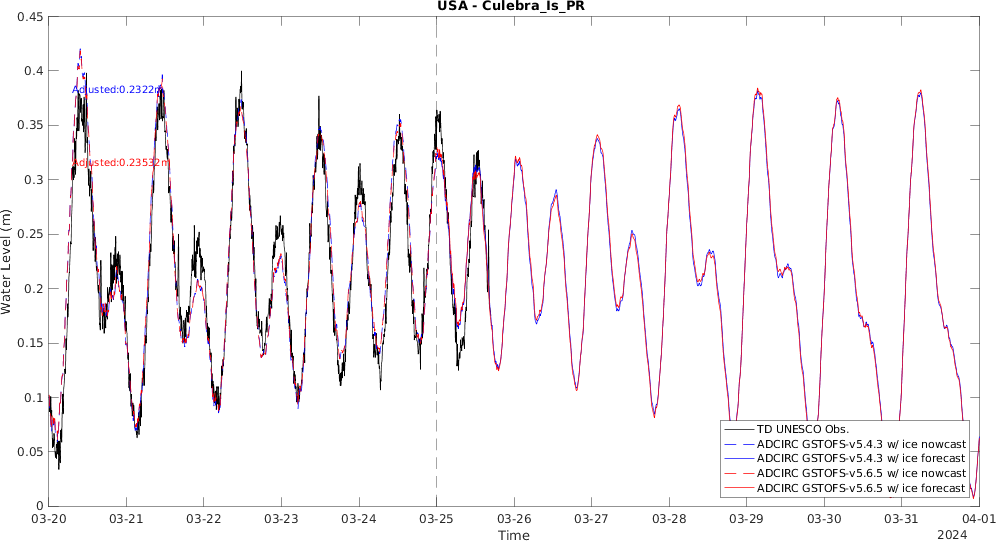 USA - Culebra_Is_PR
0.45
0.4
0.35
0.3
0.25
0.2
0.15
0.1
0.05
0
Water Level (m)
Adjusted:0.2322m
Adjusted:0.23532m
TD UNESCO Obs.
ADCIRC GSTOFS-v5.4.3 w/ ice nowcast
ADCIRC GSTOFS-v5.4.3 w/ ice forecast
ADCIRC GSTOFS-v5.6.5 w/ ice nowcast
ADCIRC GSTOFS-v5.6.5 w/ ice forecast
03-20 03-21 03-22 03-23 03-24 03-25 03-26 03-27 03-28 03-29 03-30 03-31 04-01
Time
2024